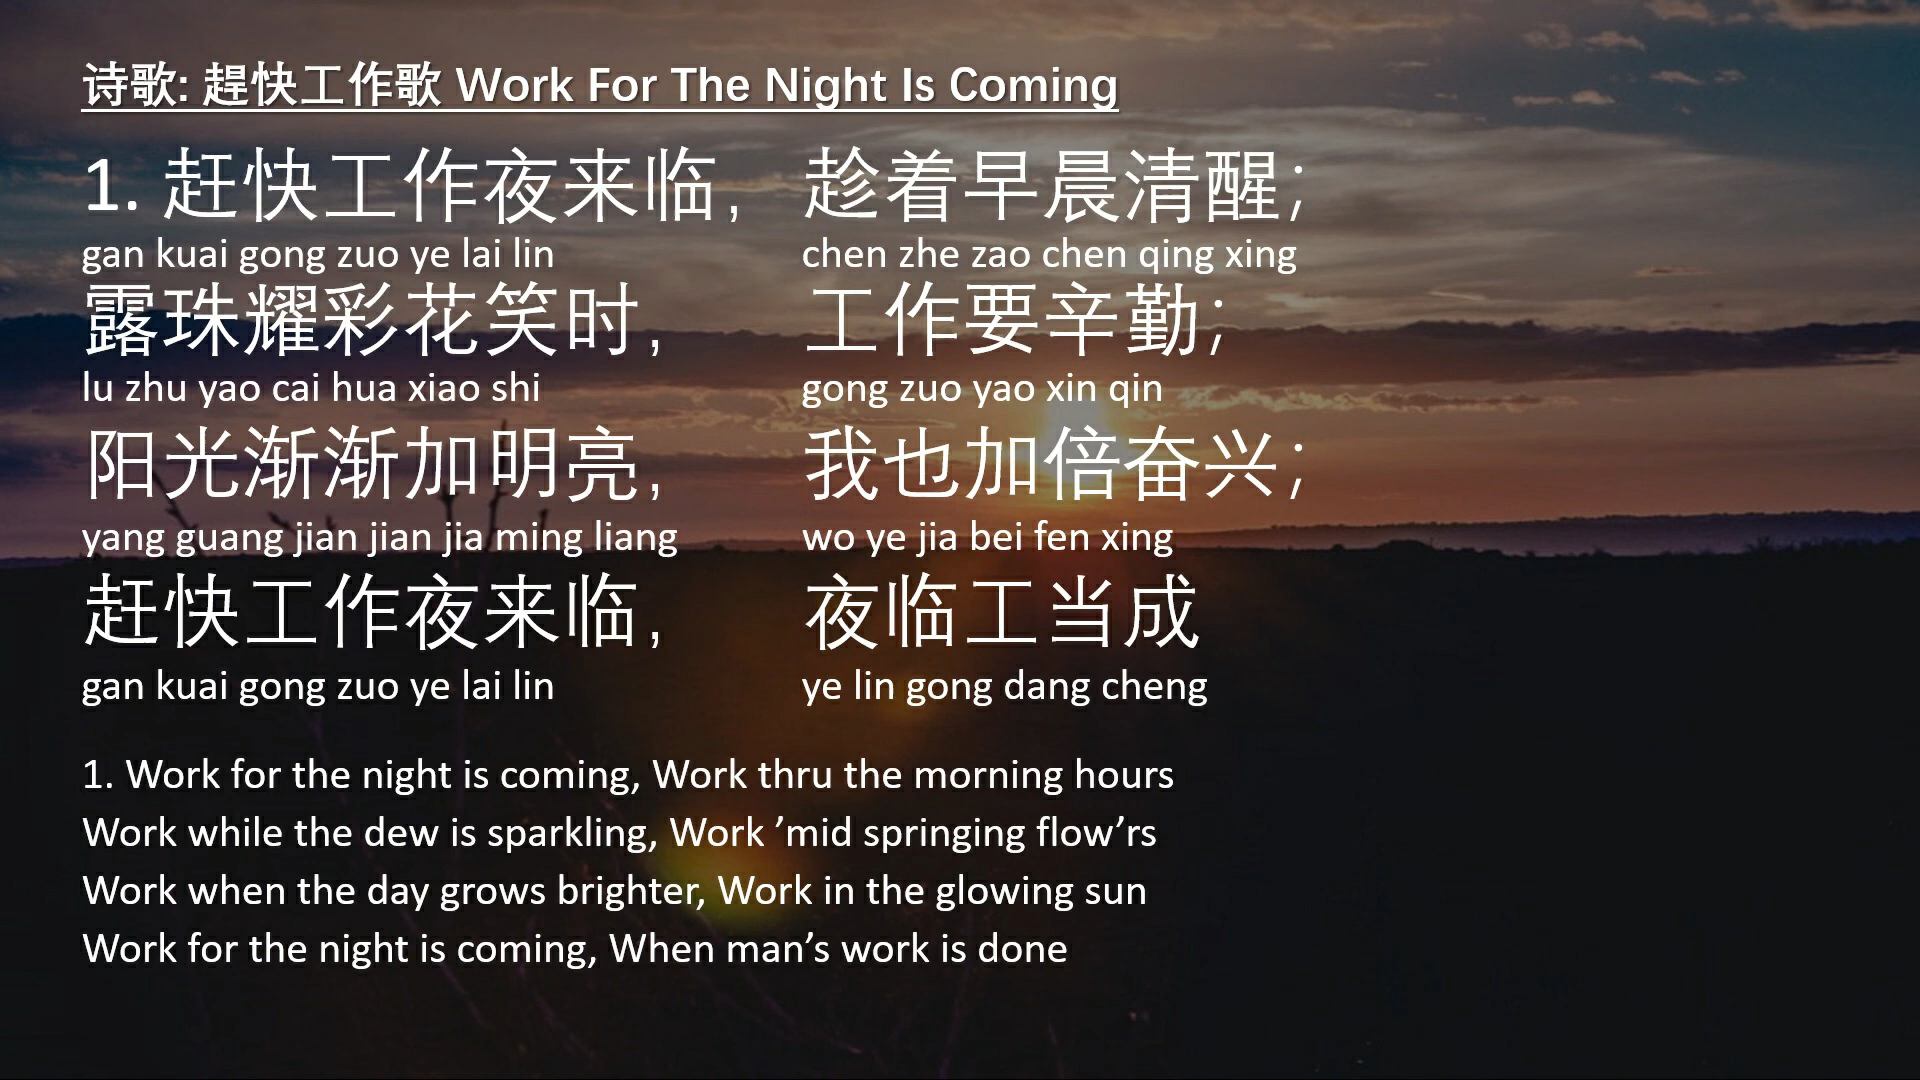 诗歌: 趕快工作歌 Work For The Night Is Coming
1. 赶快工作夜来临, 趁着早晨清醒;
gan kuai gong zuo ye lai lin chen zhe zao chen qing xing
露珠耀彩花笑时, 工作要辛勤;
lu zhu yao cai hua xiao shi gong zuo yao xin qin
阳光渐渐加明亮, 我也加倍奋兴;
yang guang jian jian jia ming liang wo ye jia bei fen xing
赶快工作夜来临, 夜临工当成
gan kuai gong zuo ye lai lin ye lin gong dang cheng
1. Work for the night is coming, Work thru the morning hours
Work while the dew is sparkling, Work ’mid springing flow’rs
Work when the day grows brighter, Work in the glowing sun
Work for the night is coming, When man’s work is done